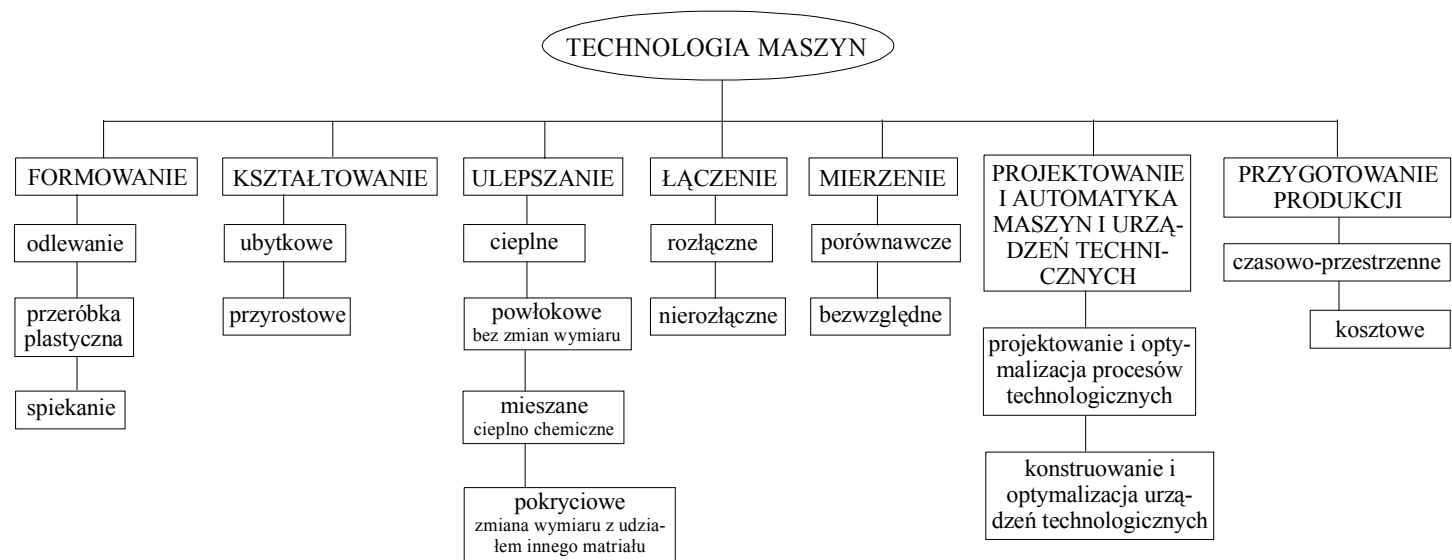 TECHNOLOGIA MASZYN
FORMOWANIE
odlewanie
przeróbka
plastyczna
spiekanie
KSZTAŁTOWANIE
ubytkowe
przyrostowe
ULEPSZANIE
cieplne
powłokowe
bez zmian wymiaru
mieszane
cieplno chemiczne
pokryciowe
zmiana wymiaru z udzia-
łem innego matriału
ŁĄCZENIE
rozłączne
nierozłączne
MIERZENIE
porównawcze
bezwzględne
PROJEKTOWANIE
I AUTOMATYKA
MASZYN I URZĄ-
DZEŃ TECHNI-
CZNYCH
projektowanie i opty-
malizacja procesów
technologicznych
konstruowanie i
optymalizacja urzą-
dzeń technologicznych
PRZYGOTOWANIE
PRODUKCJI
czasowo-przestrzenne
kosztowe